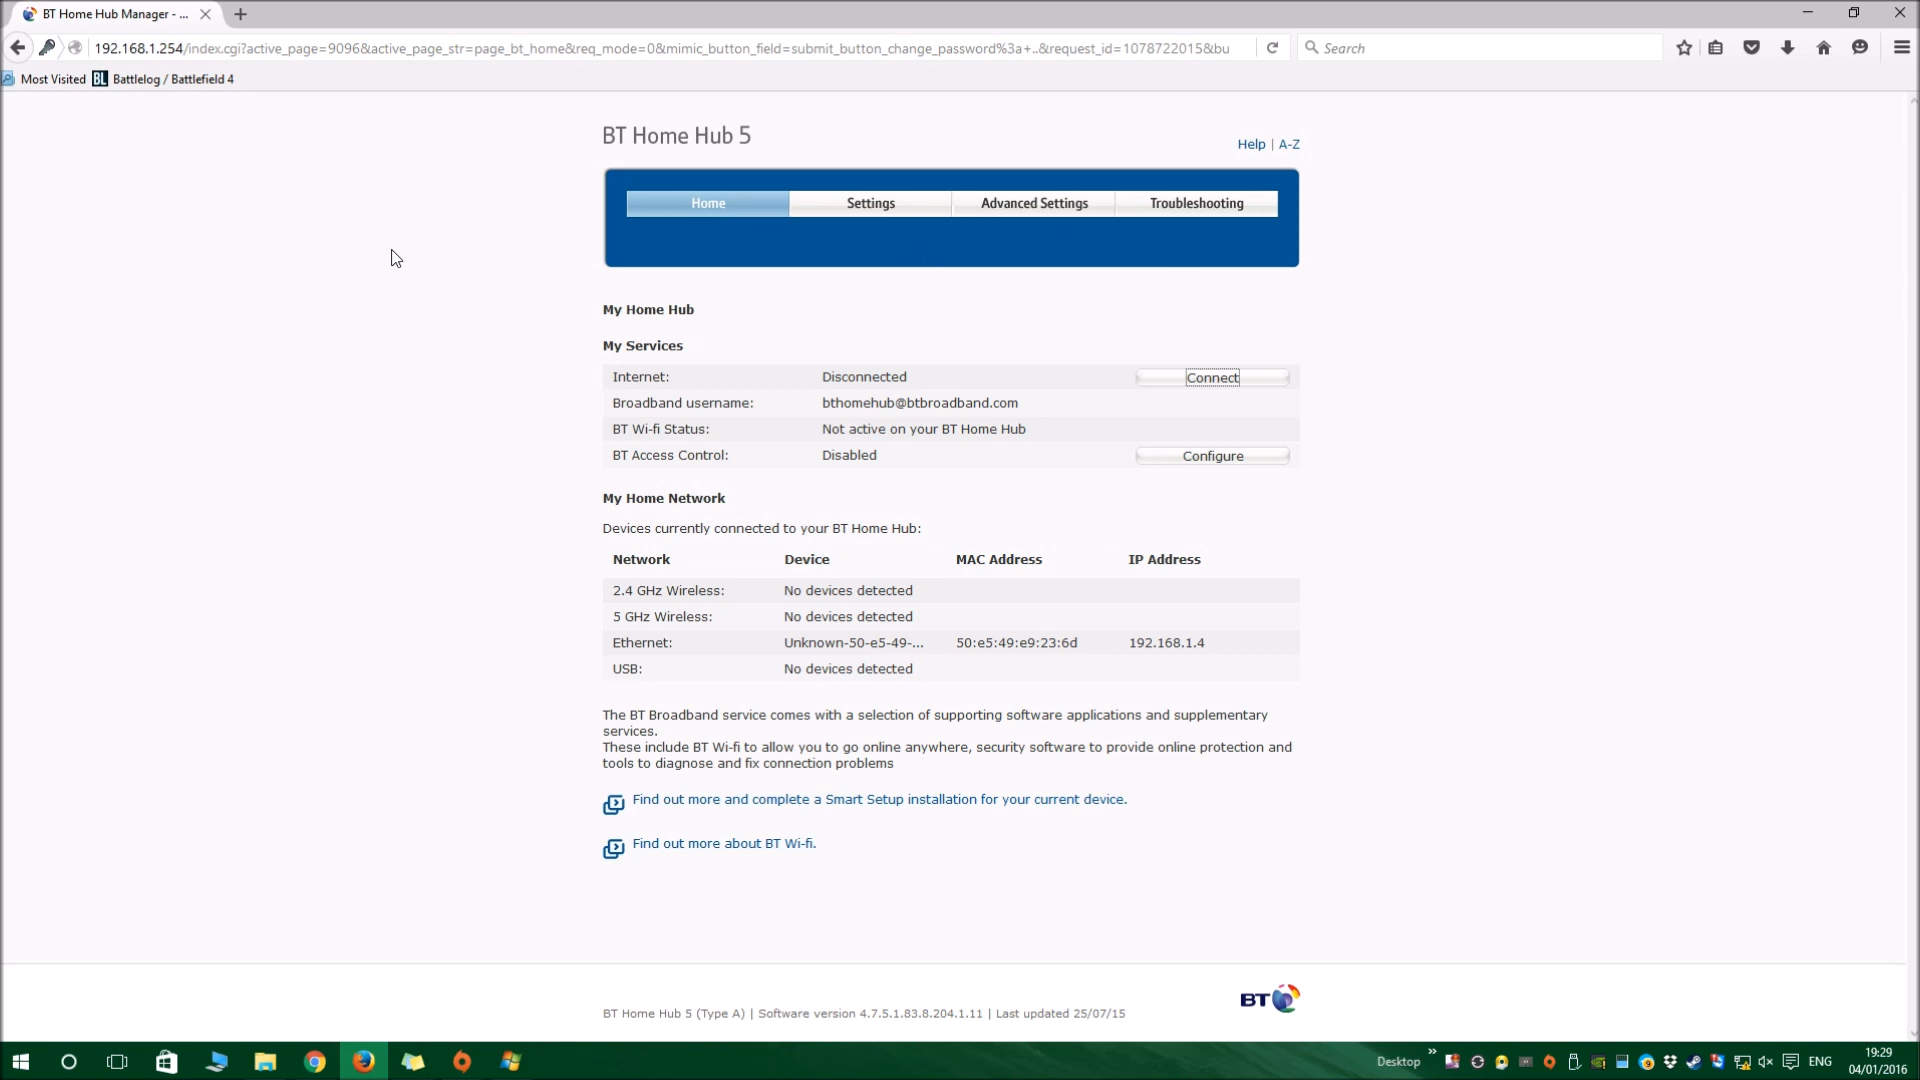 BT Home Hub Manager - ...
192.168.1.254/index.cgi?active_page=9096&active_page_str=page_bt_home&req_mode=0&mimic_button_field=submit_button_change_password%3a+..&request_id=1078722015&bu
Search
Most Visited BL Battlelog / Battlefield 4
BT Home Hub 5
Help | A-Z
Home Settings Advanced Settings Troubleshooting
My Home Hub
My Services
Internet: Disconnected Connect
Broadband username: bthomehub@btbroadband.com
BT Wi-fi Status: Not active on your BT Home Hub
BT Access Control: Disabled Configure
My Home Network
Devices currently connected to your BT Home Hub:
Network Device MAC Address IP Address
2.4 GHz Wireless: No devices detected
5 GHz Wireless: No devices detected
Ethernet: Unknown-50-e5-49-... 50:e5:49:e9:23:6d 192.168.1.4
USB: No devices detected
The BT Broadband service comes with a selection of supporting software applications and supplementary
services.
These include BT Wi-fi to allow you to go online anywhere, security software to provide online protection and
tools to diagnose and fix connection problems
Find out more and complete a Smart Setup installation for your current device.
Find out more about BT Wi-fi.
BT
BT Home Hub 5 (Type A) | Software version 4.7.5.1.83.8.204.1.11 | Last updated 25/07/15
Desktop » ENG 19:29
04/01/2016